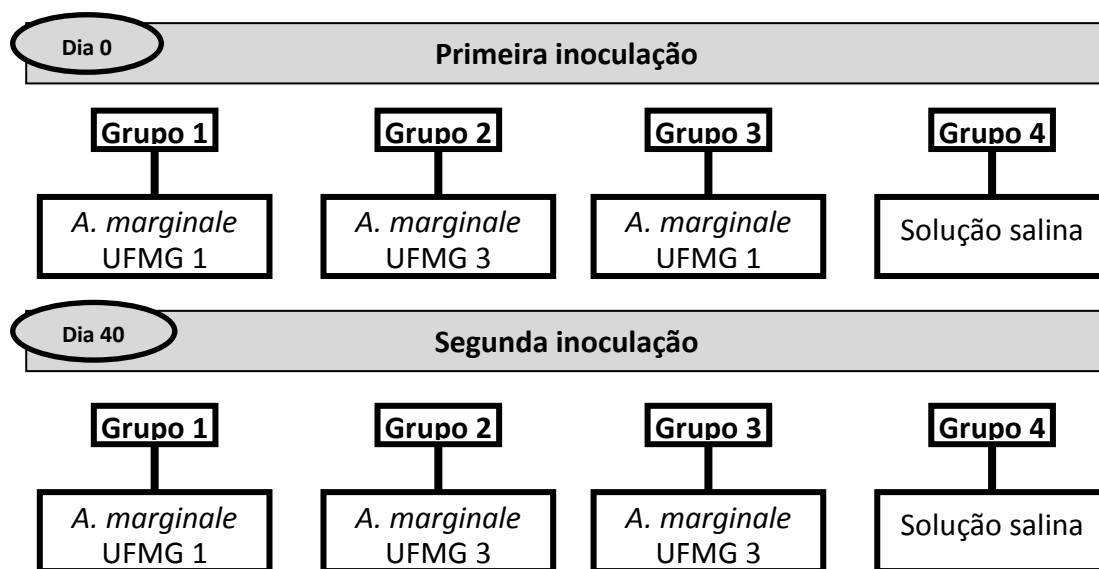 Dia 0
Primeira inoculação
Grupo 1
Grupo 2
Grupo 3
Grupo 4
A. marginale
UFMG 1
A. marginale
UFMG 3
A. marginale
UFMG 1
Solução salina
Dia 40
Segunda inoculação
Grupo 1
Grupo 2
Grupo 3
Grupo 4
A. marginale
UFMG 1
A. marginale
UFMG 3
A. marginale
UFMG 3
Solução salina